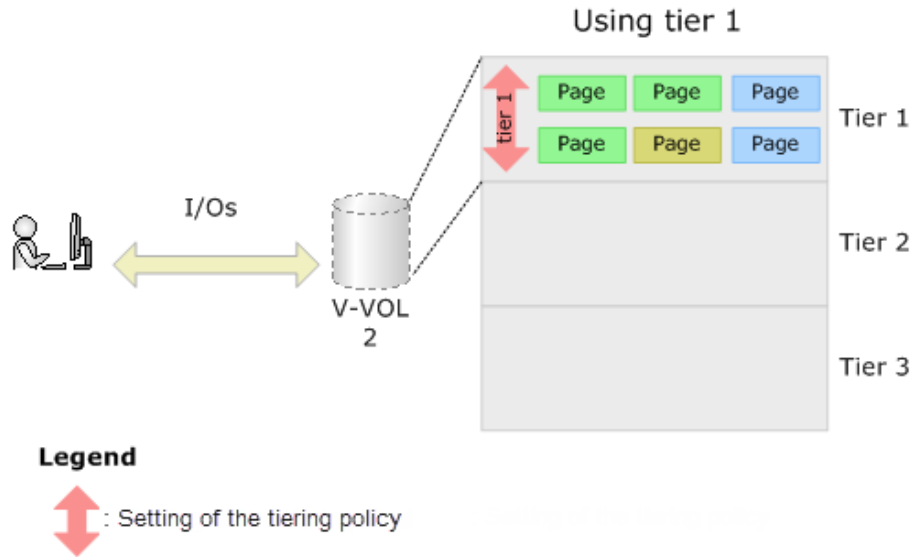 Using tier 1
tier 1
Page Page Page
Page Page Page
Tier 1
Tier 2
Tier 3
I/Os
V-VOL
2
Legend
: Setting of the tiering policy